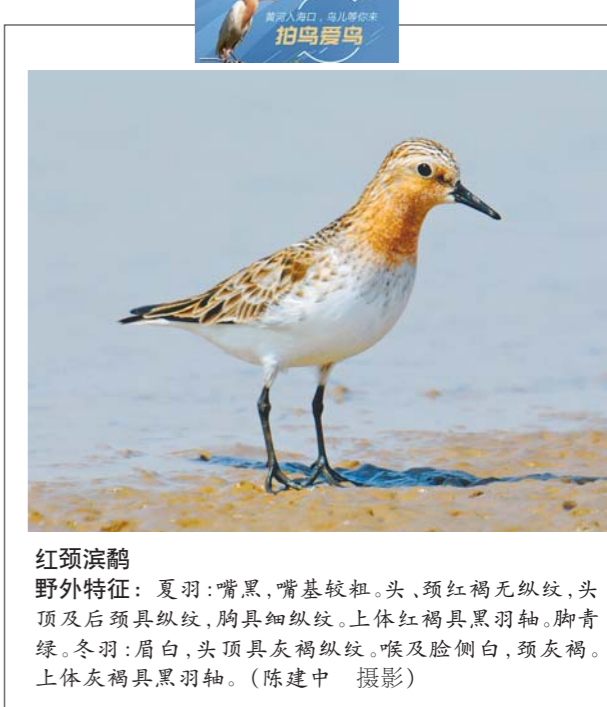 黄河入海口，鸟儿等你来
拍鸟爱鸟
红颈滨鹬
野外特征：夏羽:嘴黑,嘴基较粗。头、颈红褐无纵纹,头
顶及后颈具纵纹,胸具细纵纹。上体红褐具黑羽轴。脚青
绿。冬羽:眉白,头顶具灰褐纵纹。喉及脸侧白,颈灰褐。
上体灰褐具黑羽轴。(陈建中　摄影)